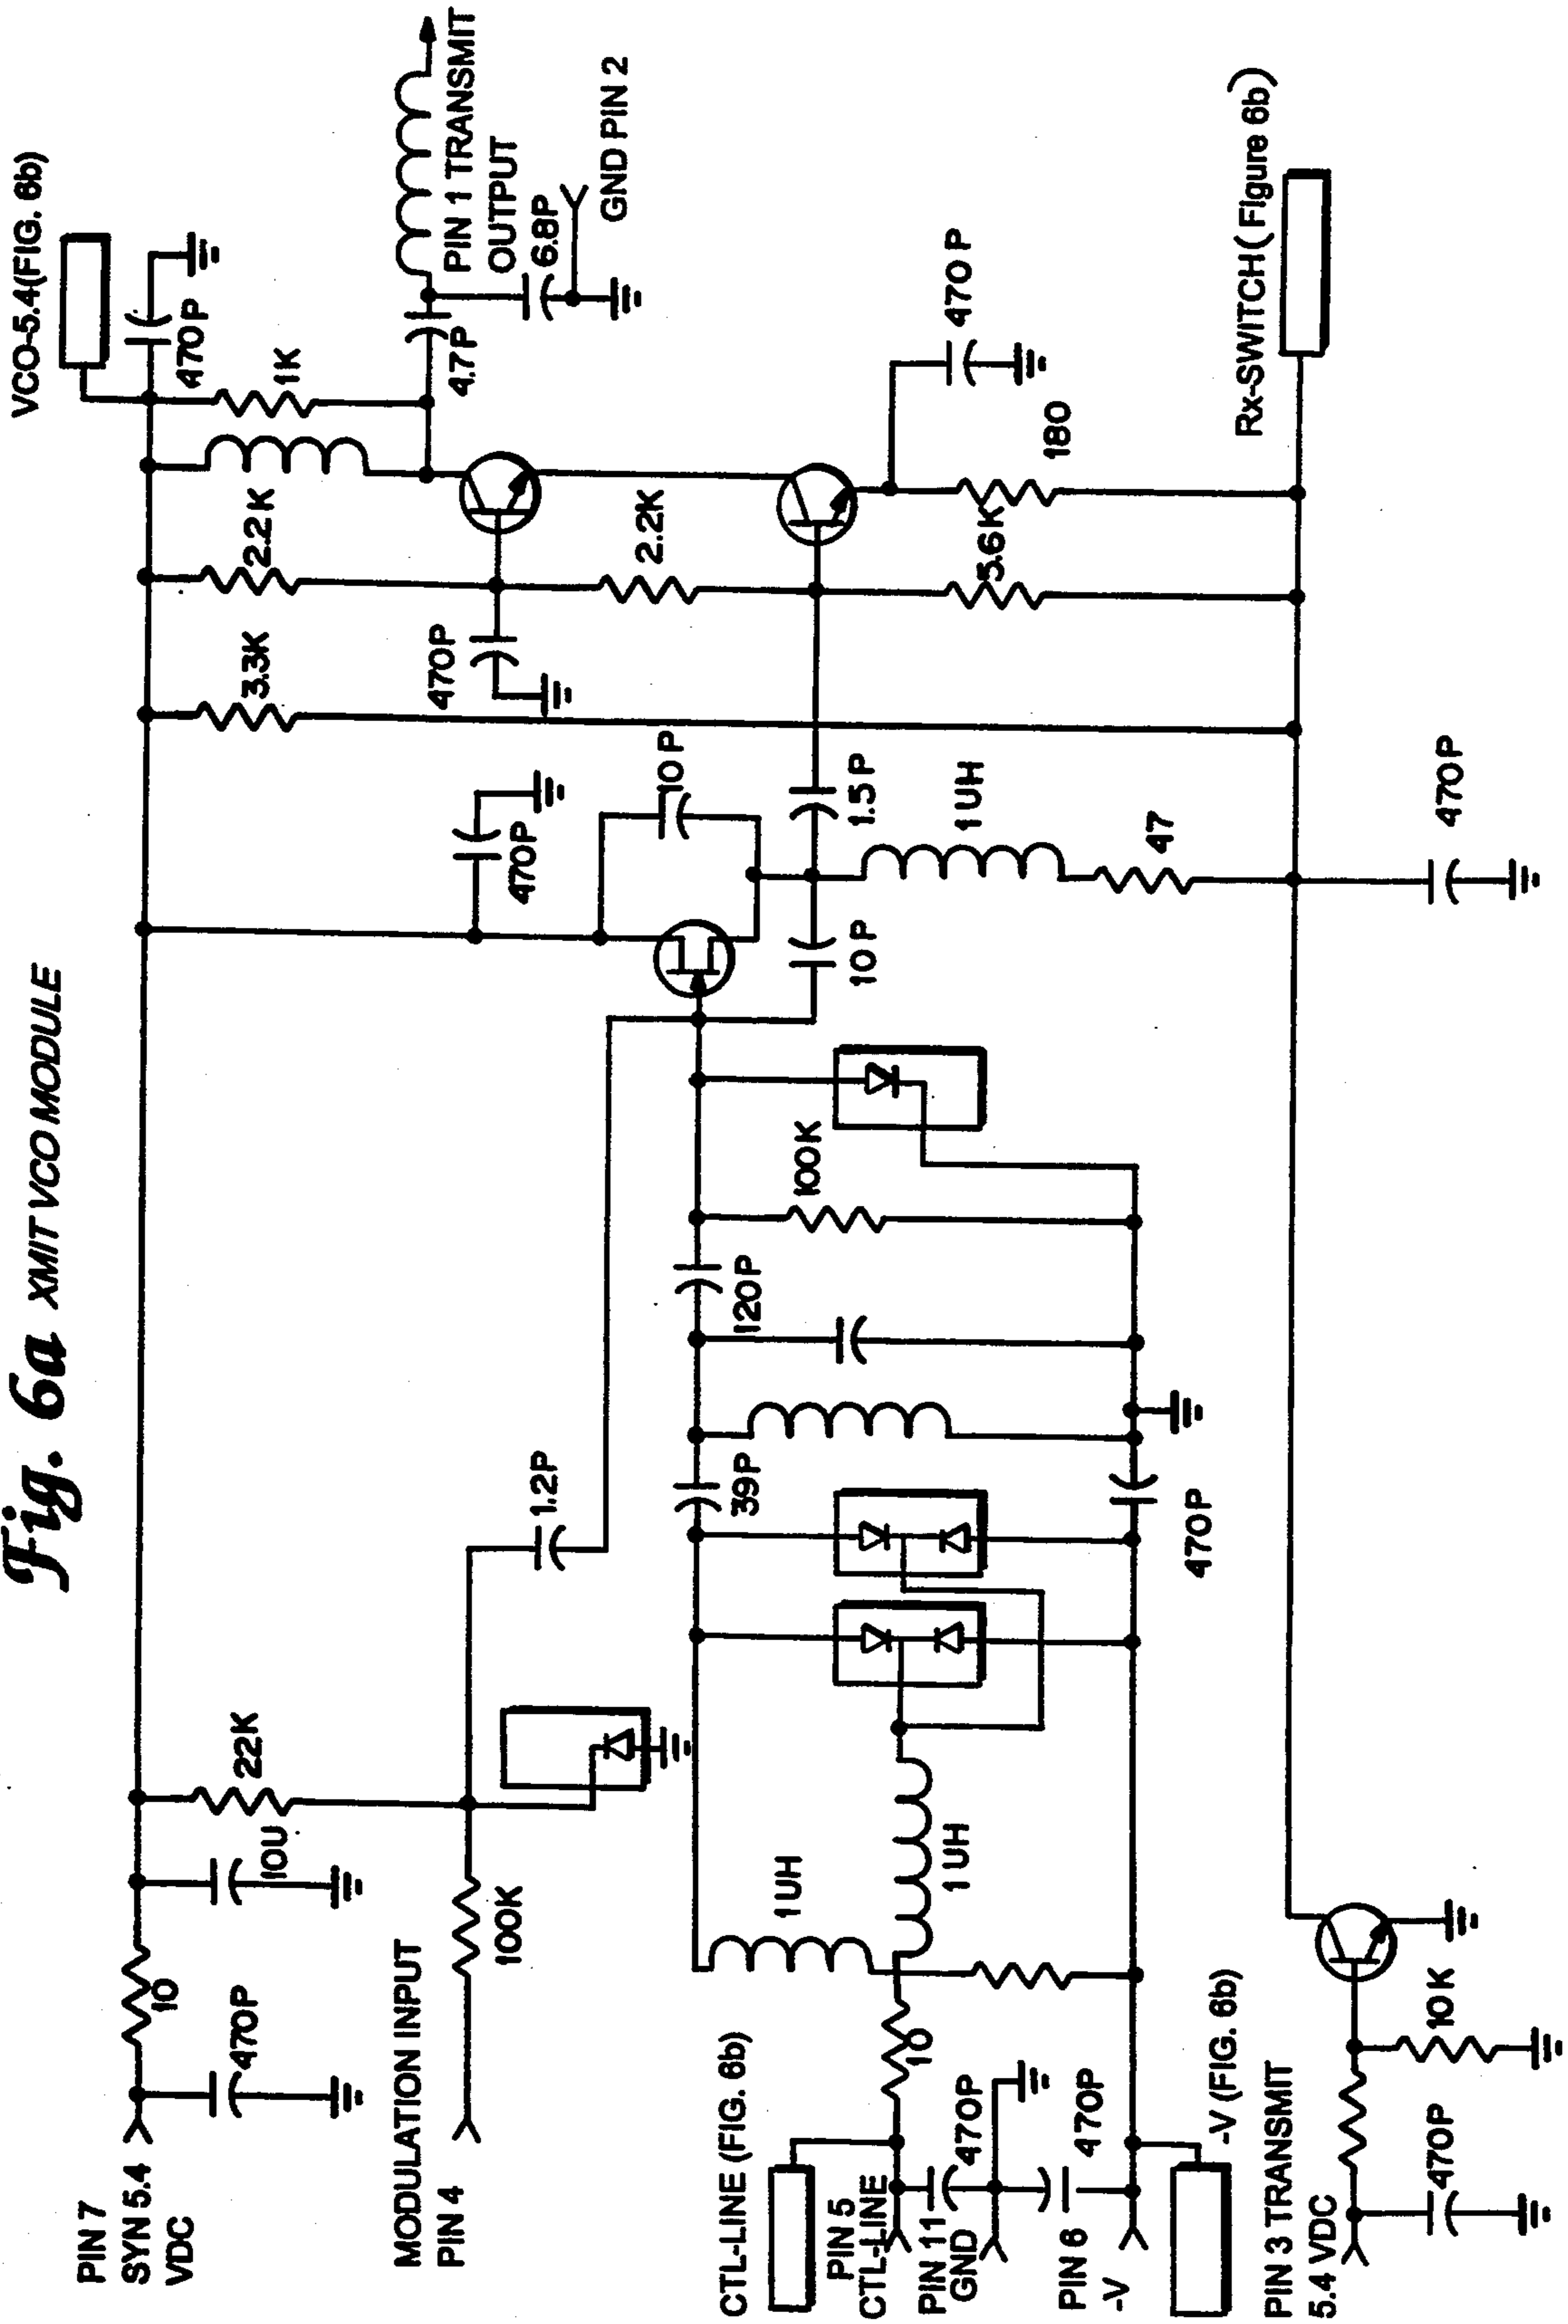 Fig. 6a XMIT VCO MODULE
PIN 7
SYN 5.4
VDC
10
470P
10U
22K
MODULATION INPUT
PIN 4
100K
1.2P
3.3K
2.2K
470P
1K
VCO-5.4(FIG. 6b)
470P
4.7P
PIN 1 TRANSMIT
OUTPUT
6.8P
GND PIN 2
470P
10P
2.2K
470P
180
5.6K
1.5P
10P
1UH
47
470P
Rx-SWITCH(Figure 6b)
100K
120P
39P
470P
1UH
1UH
CTL-LINE (FIG. 6b)
10
PIN 5
CTL-LINE
470P
PIN 11
GND
470P
PIN 6
-V
-V (FIG. 6b)
PIN 3 TRANSMIT
5.4 VDC
470P
10K